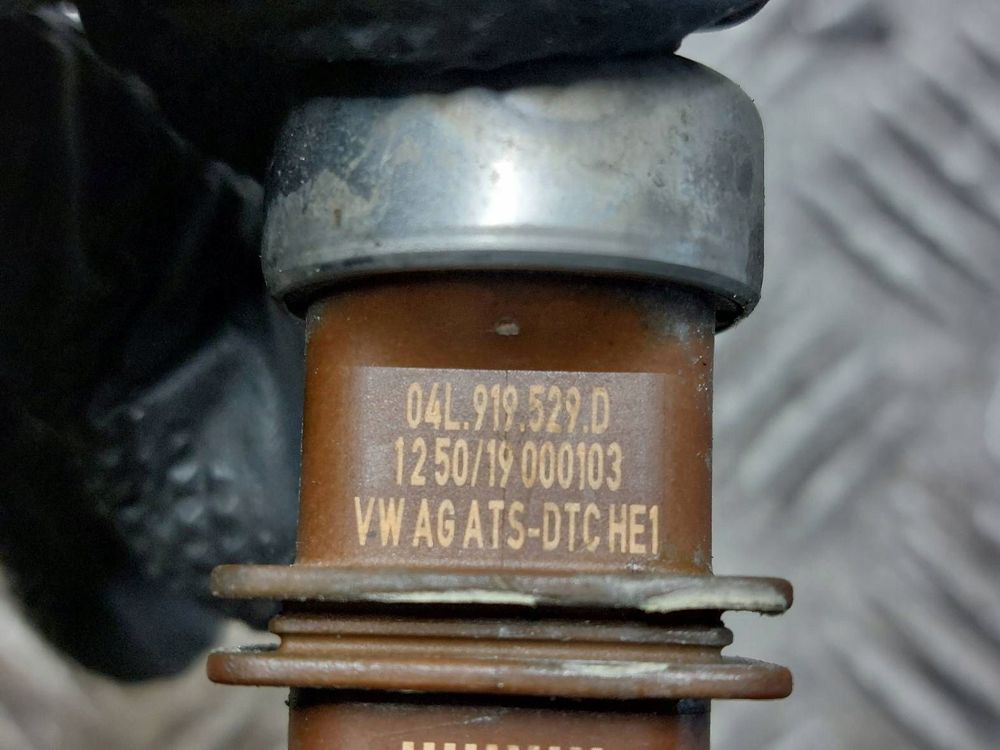 04L.919.529.D
1250/19 000103
VW AG ATS-DTC HE1